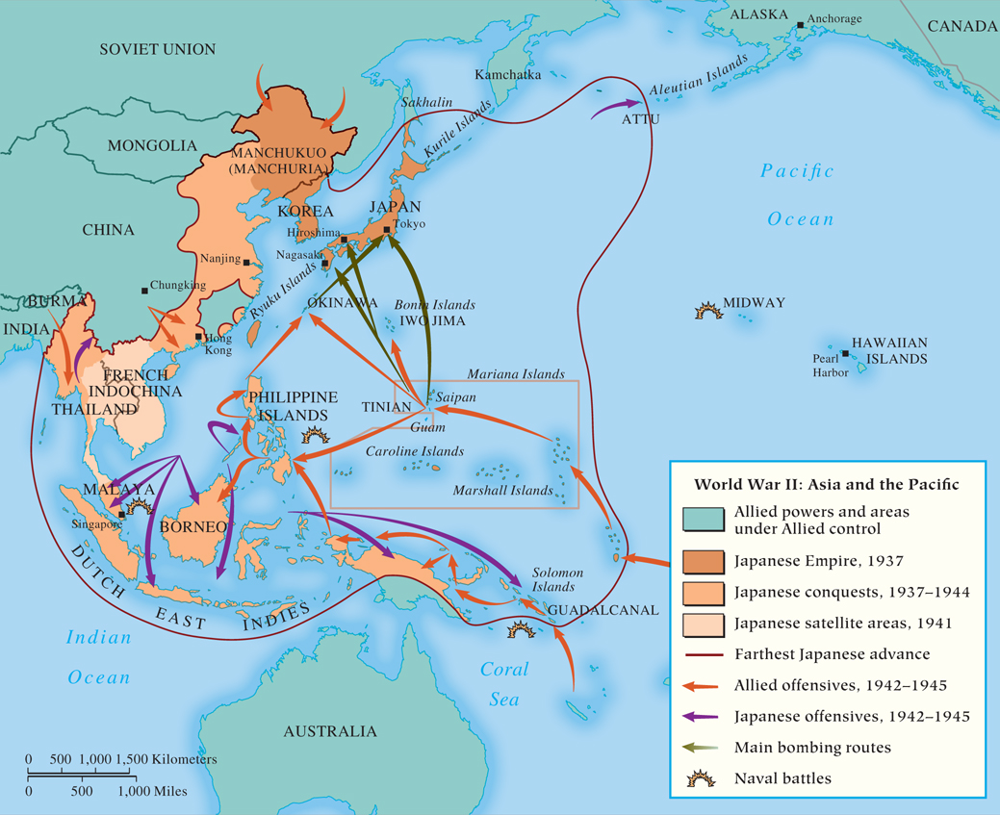 SOVIET UNION
ALASKA
Anchorage
CANADA
Kamchatka
Aleutian Islands
Sakhalin
ATTU
Kurile Islands
MONGOLIA
MANCHUKUO
(MANCHURIA)
Pacific
Ocean
KOREA
JAPAN
Tokyo
Hiroshima
CHINA
Nagasaki
Nanjing
Ryuku Islands
Chungking
BURMA
OKINAWA
Bonin Islands
IWO JIMA
MIDWAY
INDIA
Hong
Kong
HAWAIIAN
ISLANDS
Pearl
Harbor
FRENCH
INDOCHINA
Mariana Islands
THAILAND
PHILIPPINE
ISLANDS
TINIAN
Saipan
Guam
Caroline Islands
Marshall Islands
MALAYA
Singapore
BORNEO
DUTCH EAST INDIES
Solomon
Islands
GUADALCANAL
Indian
Ocean
Coral
Sea
AUSTRALIA
0 500 1,000 1,500 Kilometers
0 500 1,000 Miles
World War II: Asia and the Pacific
Allied powers and areas
under Allied control
Japanese Empire, 1937
Japanese conquests, 1937–1944
Japanese satellite areas, 1941
Farthest Japanese advance
Allied offensives, 1942–1945
Japanese offensives, 1942–1945
Main bombing routes
Naval battles